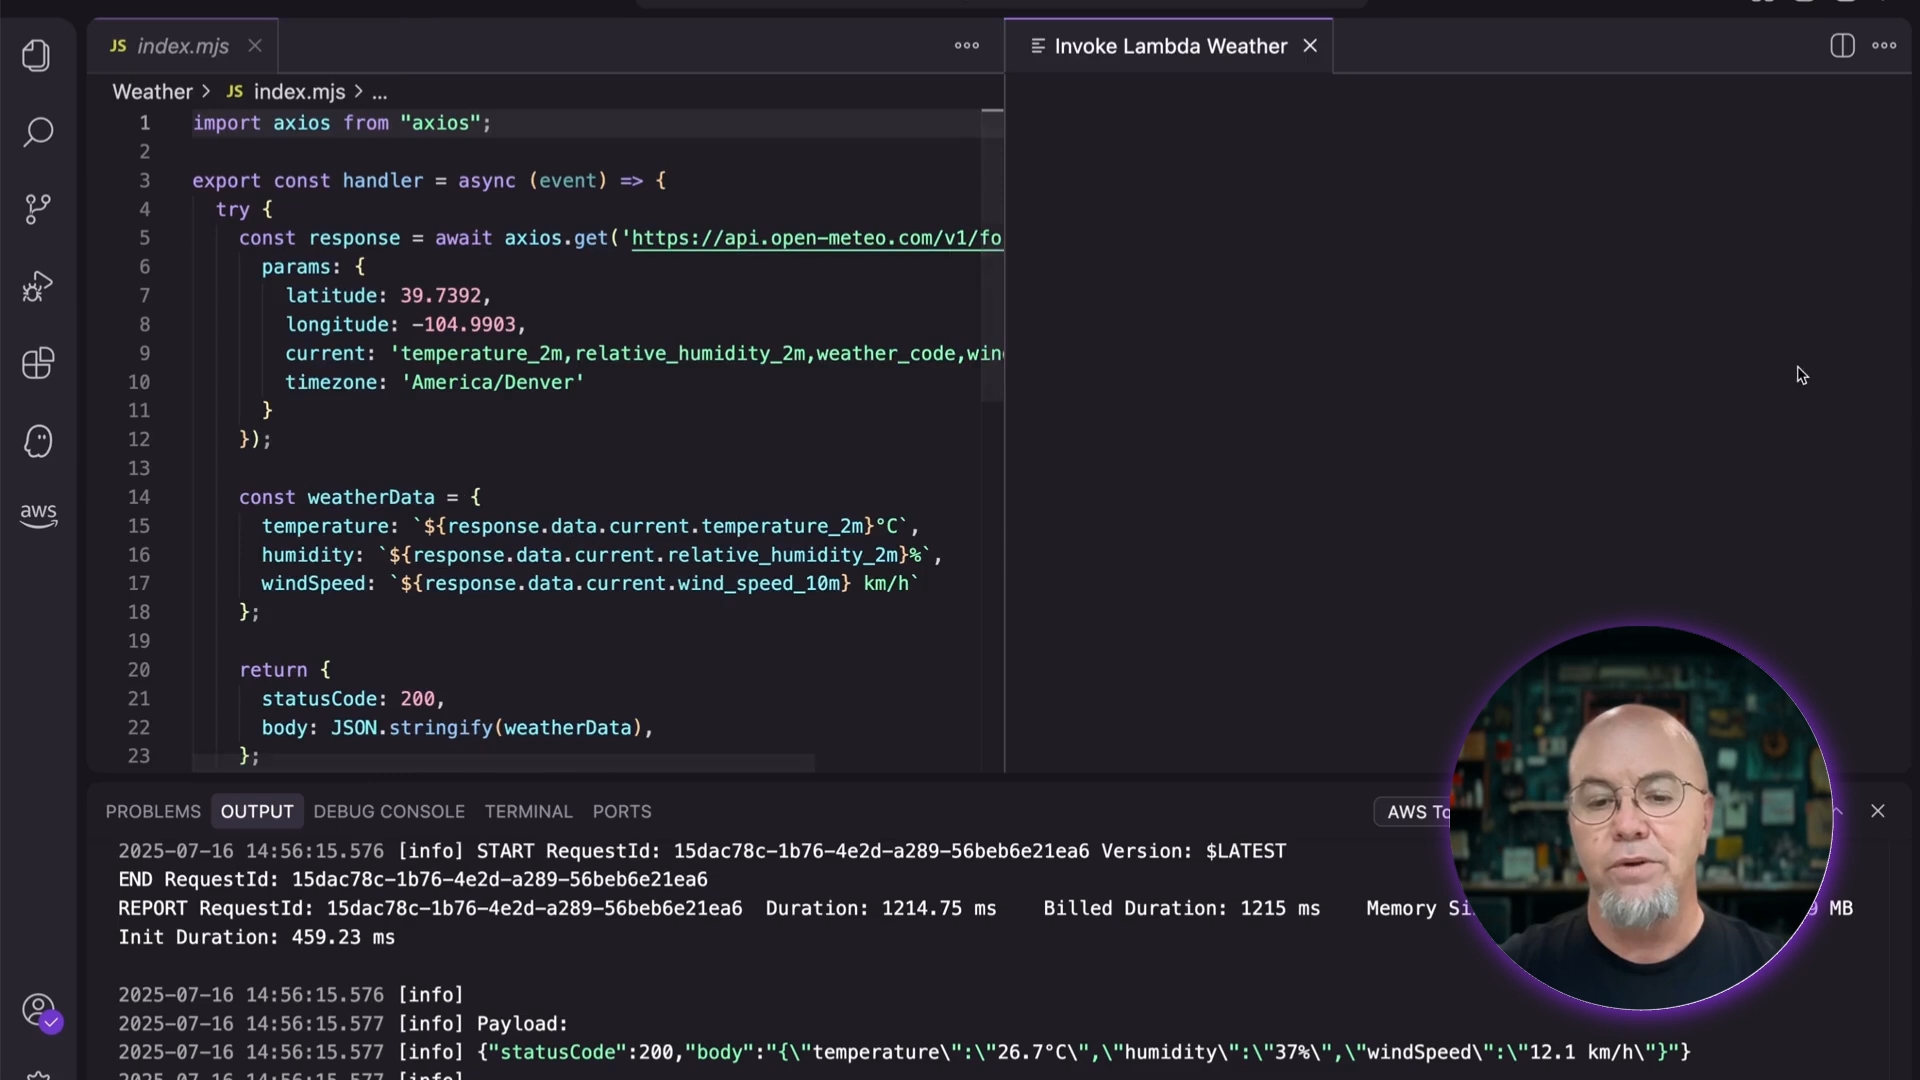 JS index.mjs
Invoke Lambda Weather
Weather > JS index.mjs > ...
1 import axios from "axios";
2
3 export const handler = async (event) => {
4 try {
5 const response = await axios.get('https://api.open-meteo.com/v1/fo
6 params: {
7 latitude: 39.7392,
8 longitude: -104.9903,
9 current: 'temperature_2m,relative_humidity_2m,weather_code,win
10 timezone: 'America/Denver'
11 }
12 });
13
14 const weatherData = {
15 temperature: `${response.data.current.temperature_2m}°C`,
16 humidity: `${response.data.current.relative_humidity_2m}%`,
17 windSpeed: `${response.data.current.wind_speed_10m} km/h`
18 };
19
20 return {
21 statusCode: 200,
22 body: JSON.stringify(weatherData),
23 };
aws
PROBLEMS OUTPUT DEBUG CONSOLE TERMINAL PORTS AWS To
2025-07-16 14:56:15.576 [info] START RequestId: 15dac78c-1b76-4e2d-a289-56beb6e21ea6 Version: $LATEST
END RequestId: 15dac78c-1b76-4e2d-a289-56beb6e21ea6
REPORT RequestId: 15dac78c-1b76-4e2d-a289-56beb6e21ea6 Duration: 1214.75 ms Billed Duration: 1215 ms Memory Si MB
Init Duration: 459.23 ms
2025-07-16 14:56:15.576 [info]
2025-07-16 14:56:15.577 [info] Payload:
2025-07-16 14:56:15.577 [info] {"statusCode":200,"body":"{\"temperature\":\"26.7°C\",\"humidity\":\"37%\",\"windSpeed\":\"12.1 km/h\"}"}